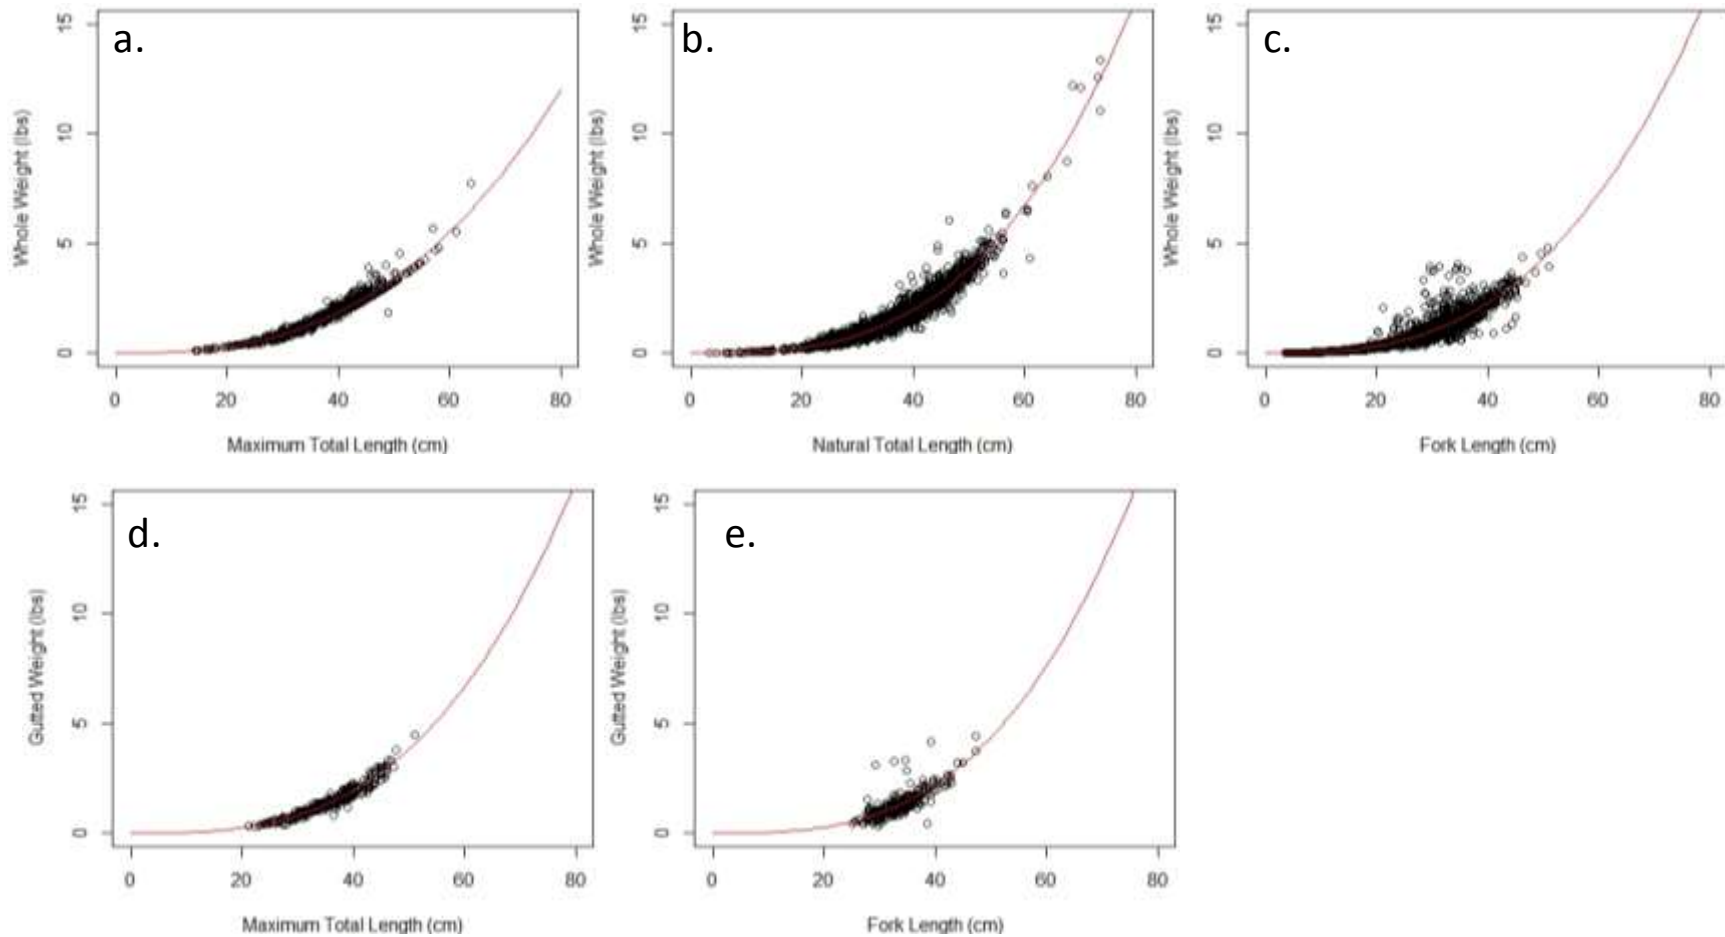 a.
Whole Weight (lbs)
15
10
5
0
0 20 40 60 80
Maximum Total Length (cm)
b.
Whole Weight (lbs)
15
10
5
0
0 20 40 60 80
Natural Total Length (cm)
c.
Whole Weight (lbs)
15
10
5
0
0 20 40 60 80
Fork Length (cm)
d.
Gutted Weight (lbs)
15
10
5
0
0 20 40 60 80
Maximum Total Length (cm)
e.
Gutted Weight (lbs)
15
10
5
0
0 20 40 60 80
Fork Length (cm)